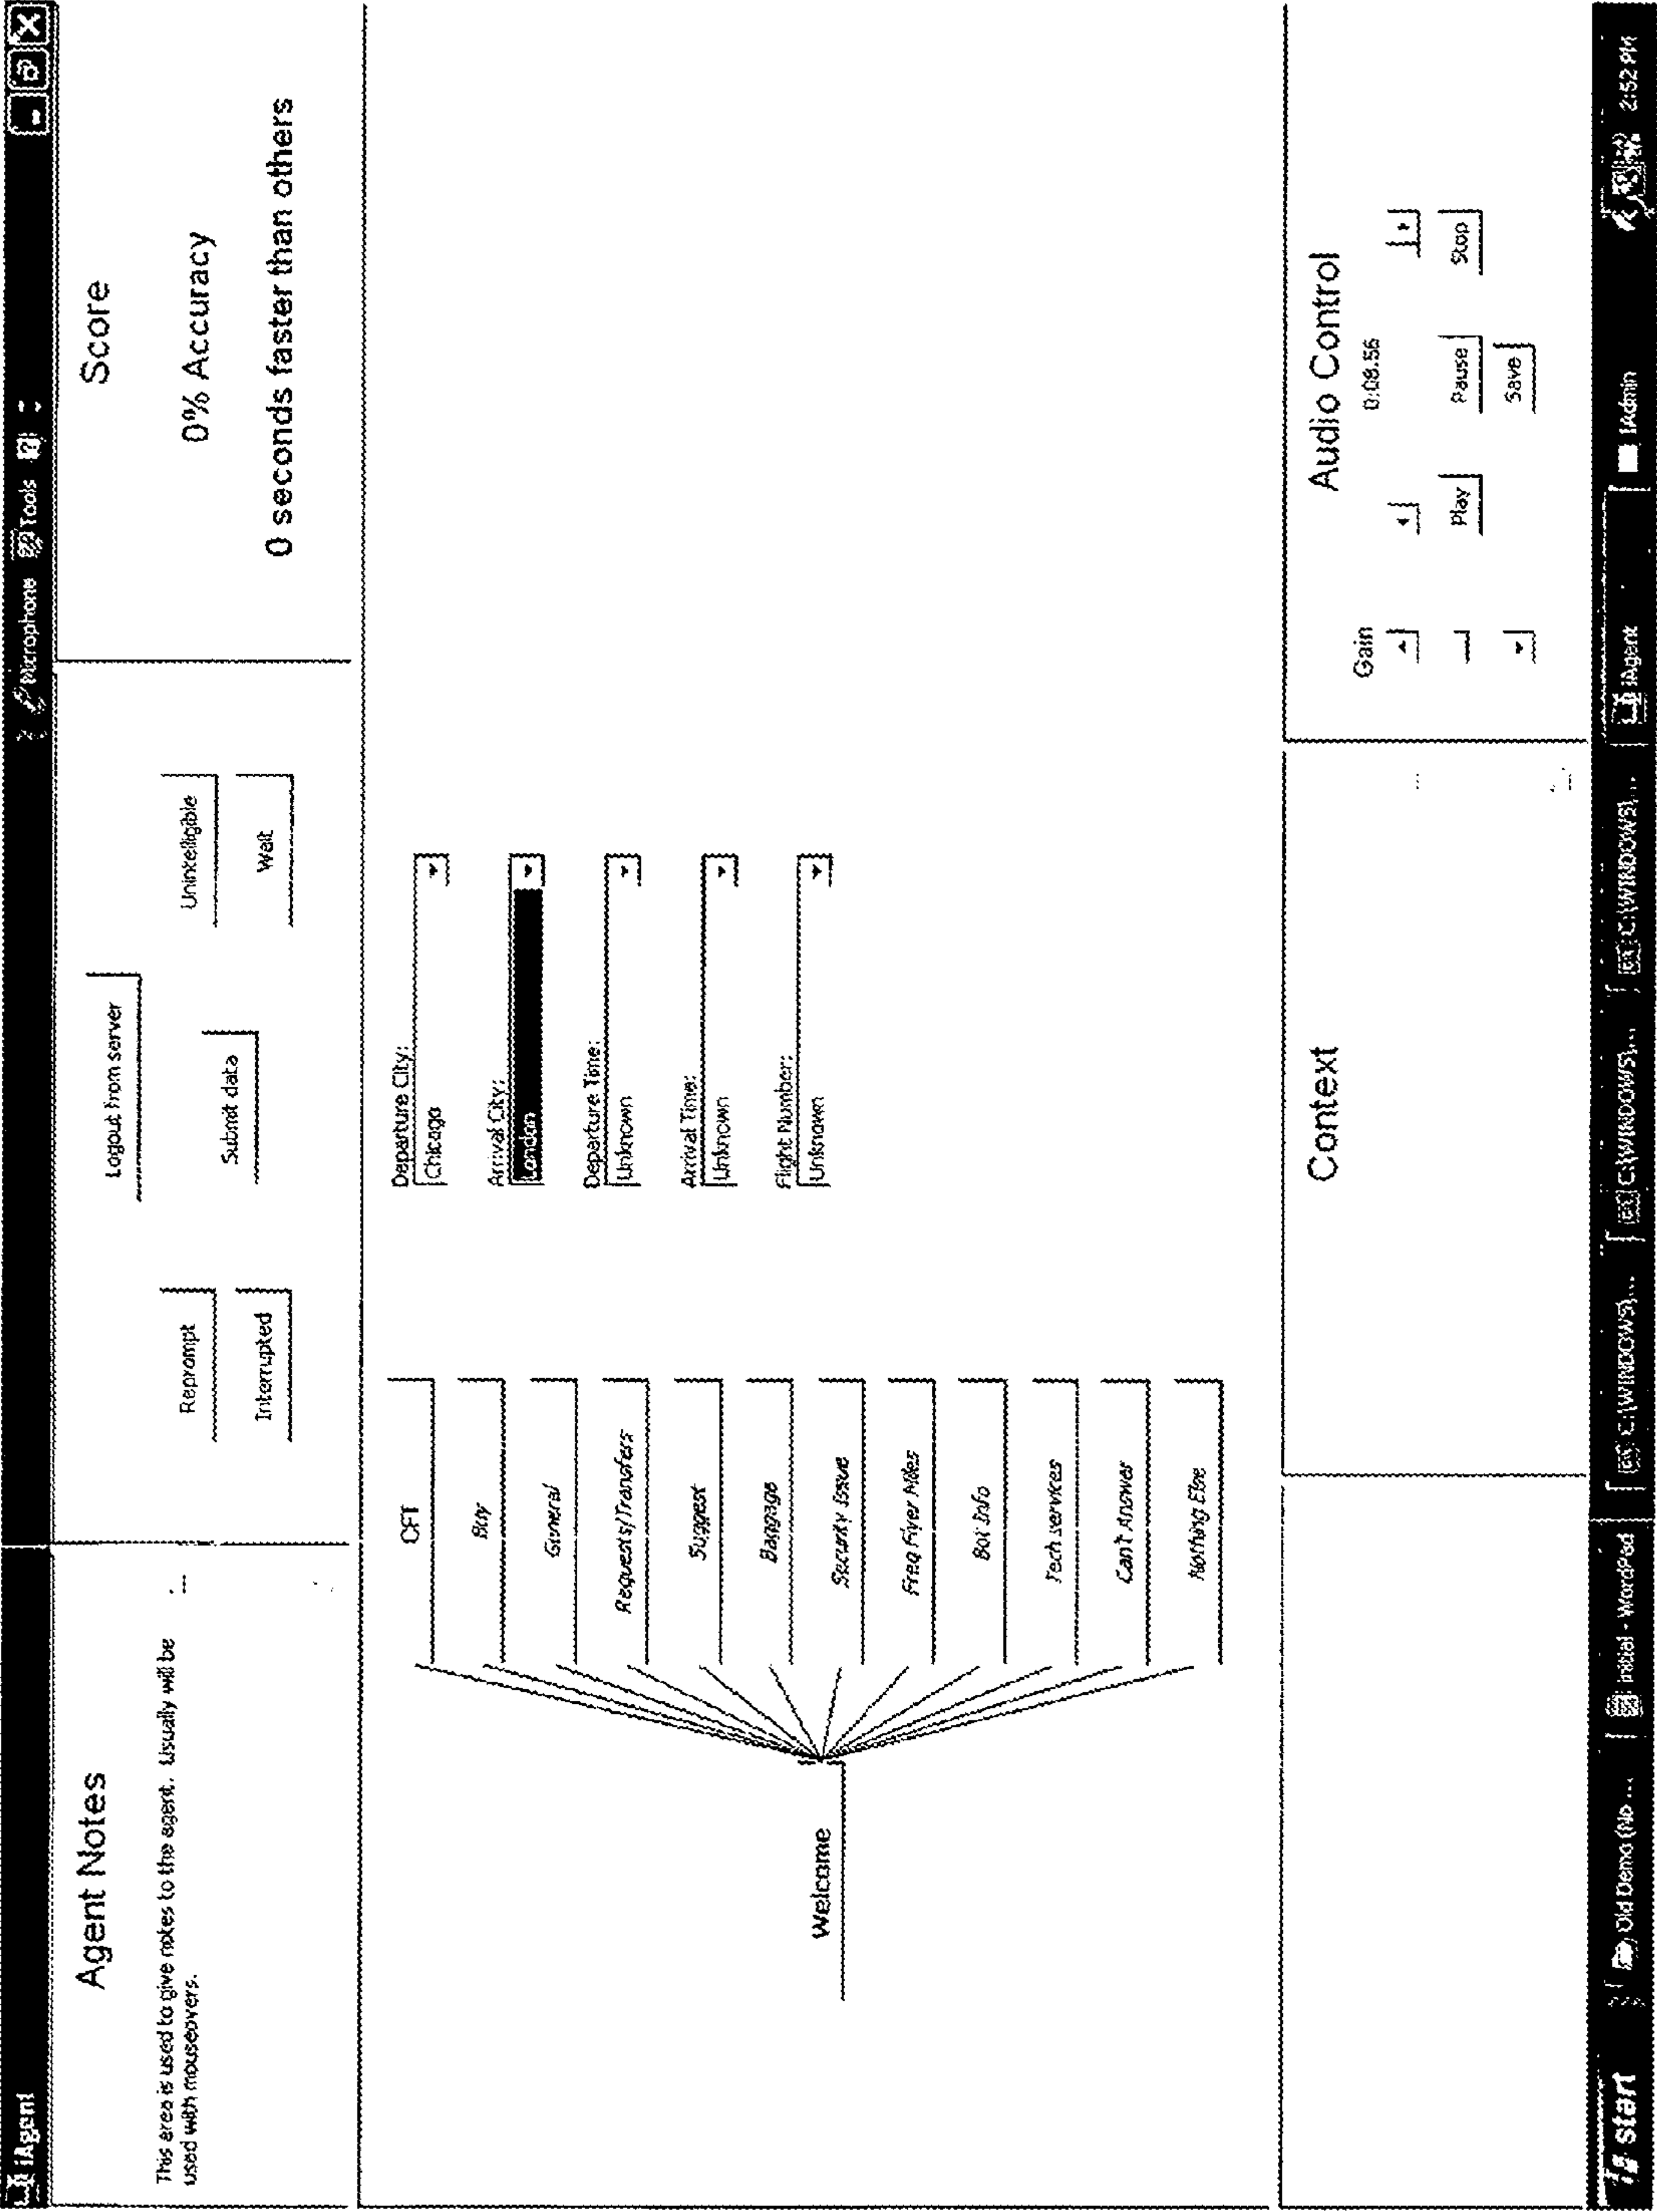 iAgent
Microphone
Tools
Agent Notes
This area is used to give notes to the agent. Usually will be
used with mouseovers.
Logout from server
Reprompt
Unintelligible
Submit data
Interrupted
Wait
Score
0% Accuracy
0 seconds faster than others
Welcome
CFT
Buy
General
Requests/Transfers
Suggest
Baggage
Security Issue
Freq Flyer Miles
Bot Info
Tech services
Can't Answer
Nothing Else
Departure City:
Chicago
Arrival City:
London
Departure Time:
Unknown
Arrival Time:
Unknown
Flight Number:
Unknown
Context
Audio Control
Gain
0:08.56
Play
Pause
Stop
Save
start
Old Demo (No ...
initial - WordPad
C:\WINDOWS\...
C:\WINDOWS\...
C:\WINDOWS\...
iAgent
IAdmin
2:52 PM